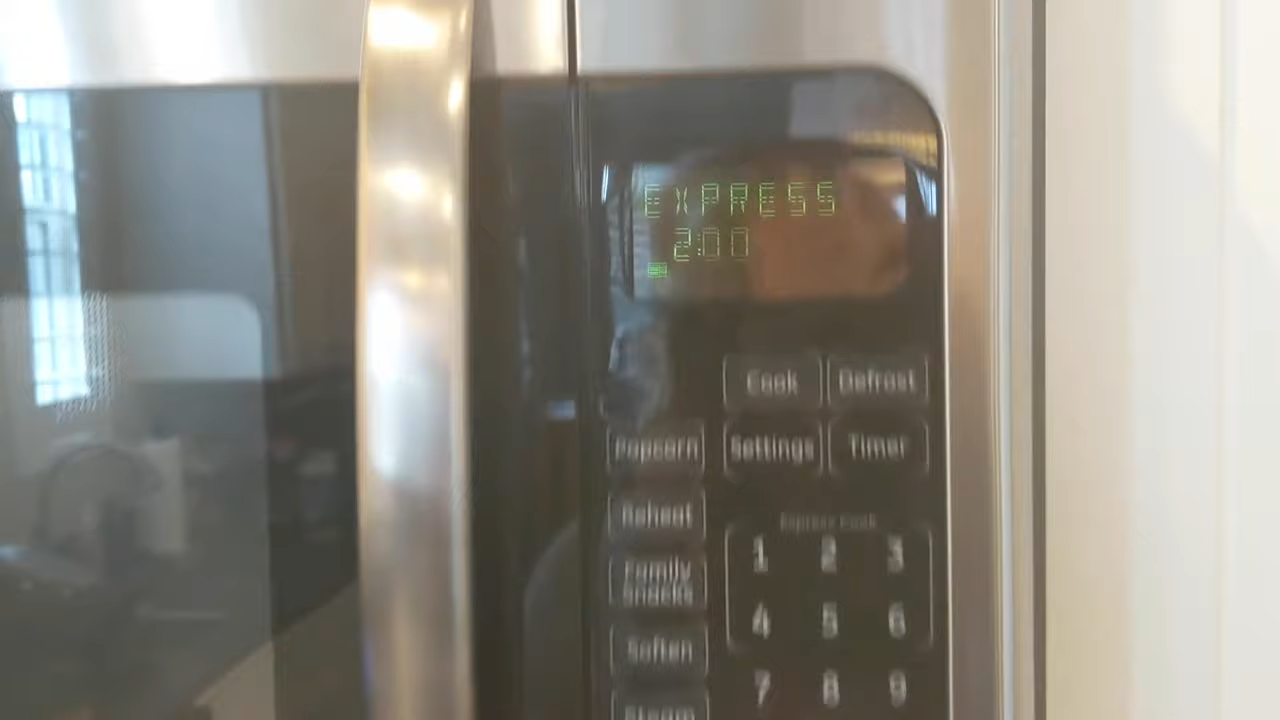 EXPRESS
2:00
Cook Defrost
Popcorn Settings Timer
Reheat
Express Cook
1 2 3
Family
Snacks
4 5 6
Soften
7 8 9
Steam